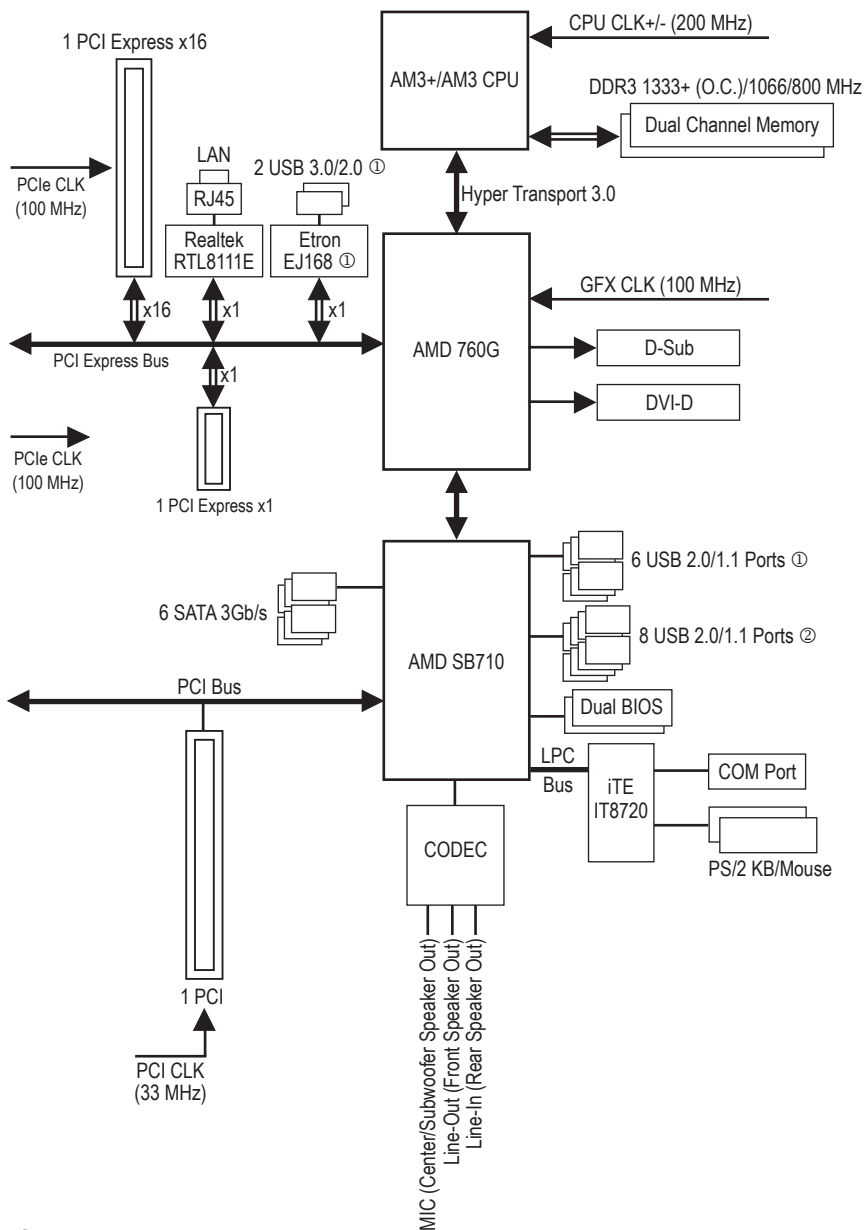 1 PCI Express x16
CPU CLK+/- (200 MHz)
AM3+/AM3 CPU
DDR3 1333+ (O.C.)/1066/800 MHz
Dual Channel Memory
PCIe CLK
(100 MHz)
LAN
RJ45
2 USB 3.0/2.0 ①
Hyper Transport 3.0
Realtek
RTL8111E
Etron
EJ168 ①
x16
x1
x1
GFX CLK (100 MHz)
PCI Express Bus
AMD 760G
D-Sub
x1
DVI-D
PCIe CLK
(100 MHz)
1 PCI Express x1
6 SATA 3Gb/s
6 USB 2.0/1.1 Ports ①
8 USB 2.0/1.1 Ports ②
AMD SB710
PCI Bus
Dual BIOS
LPC
Bus
iTE
IT8720
COM Port
PS/2 KB/Mouse
CODEC
1 PCI
PCI CLK
(33 MHz)
MIC (Center/Subwoofer Speaker Out)
Line-Out (Front Speaker Out)
Line-In (Rear Speaker Out)